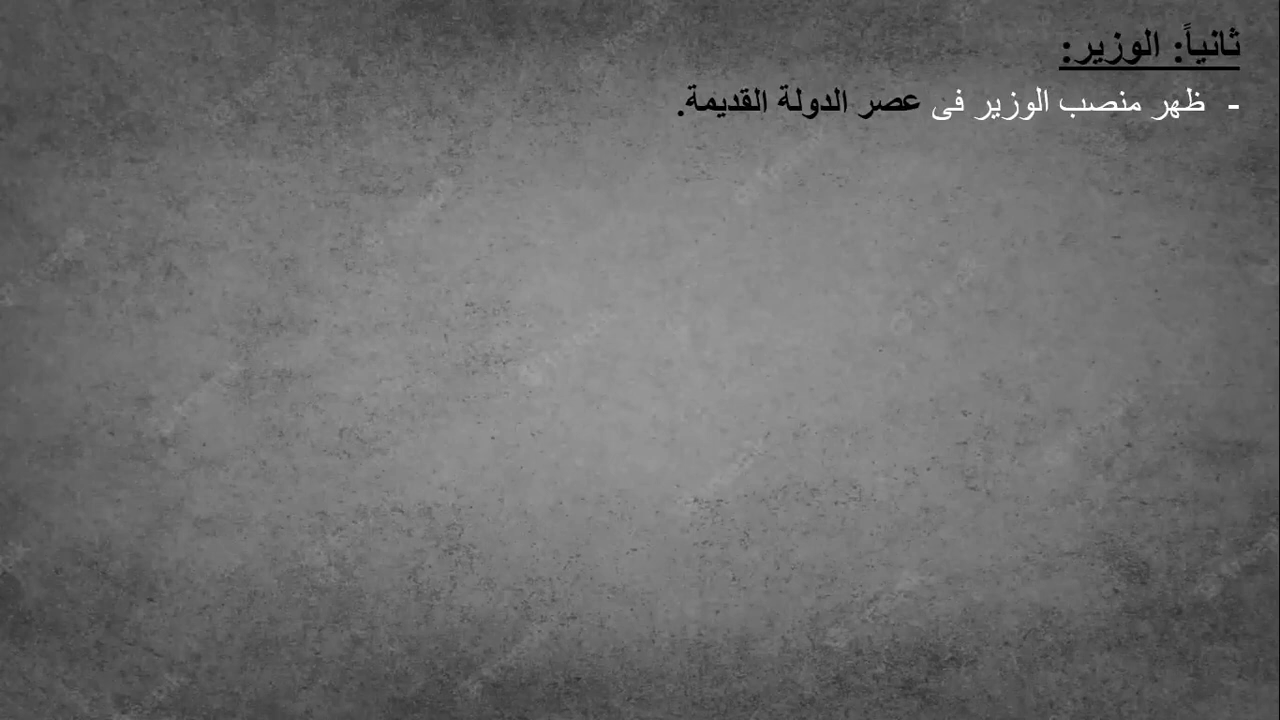 ثانياً: الوزير:
- ظهر منصب الوزير فى عصر الدولة القديمة.